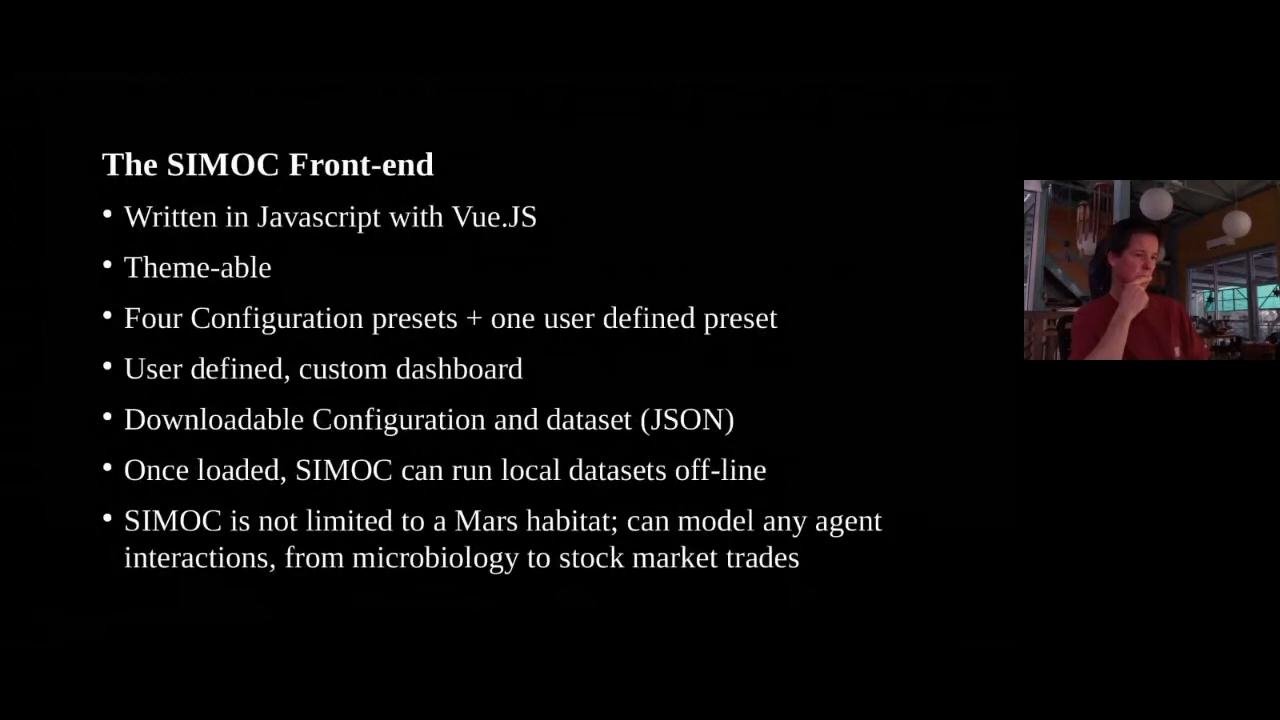 The SIMOC Front-end
• Written in Javascript with Vue.JS
• Theme-able
• Four Configuration presets + one user defined preset
• User defined, custom dashboard
• Downloadable Configuration and dataset (JSON)
• Once loaded, SIMOC can run local datasets off-line
• SIMOC is not limited to a Mars habitat; can model any agent
interactions, from microbiology to stock market trades